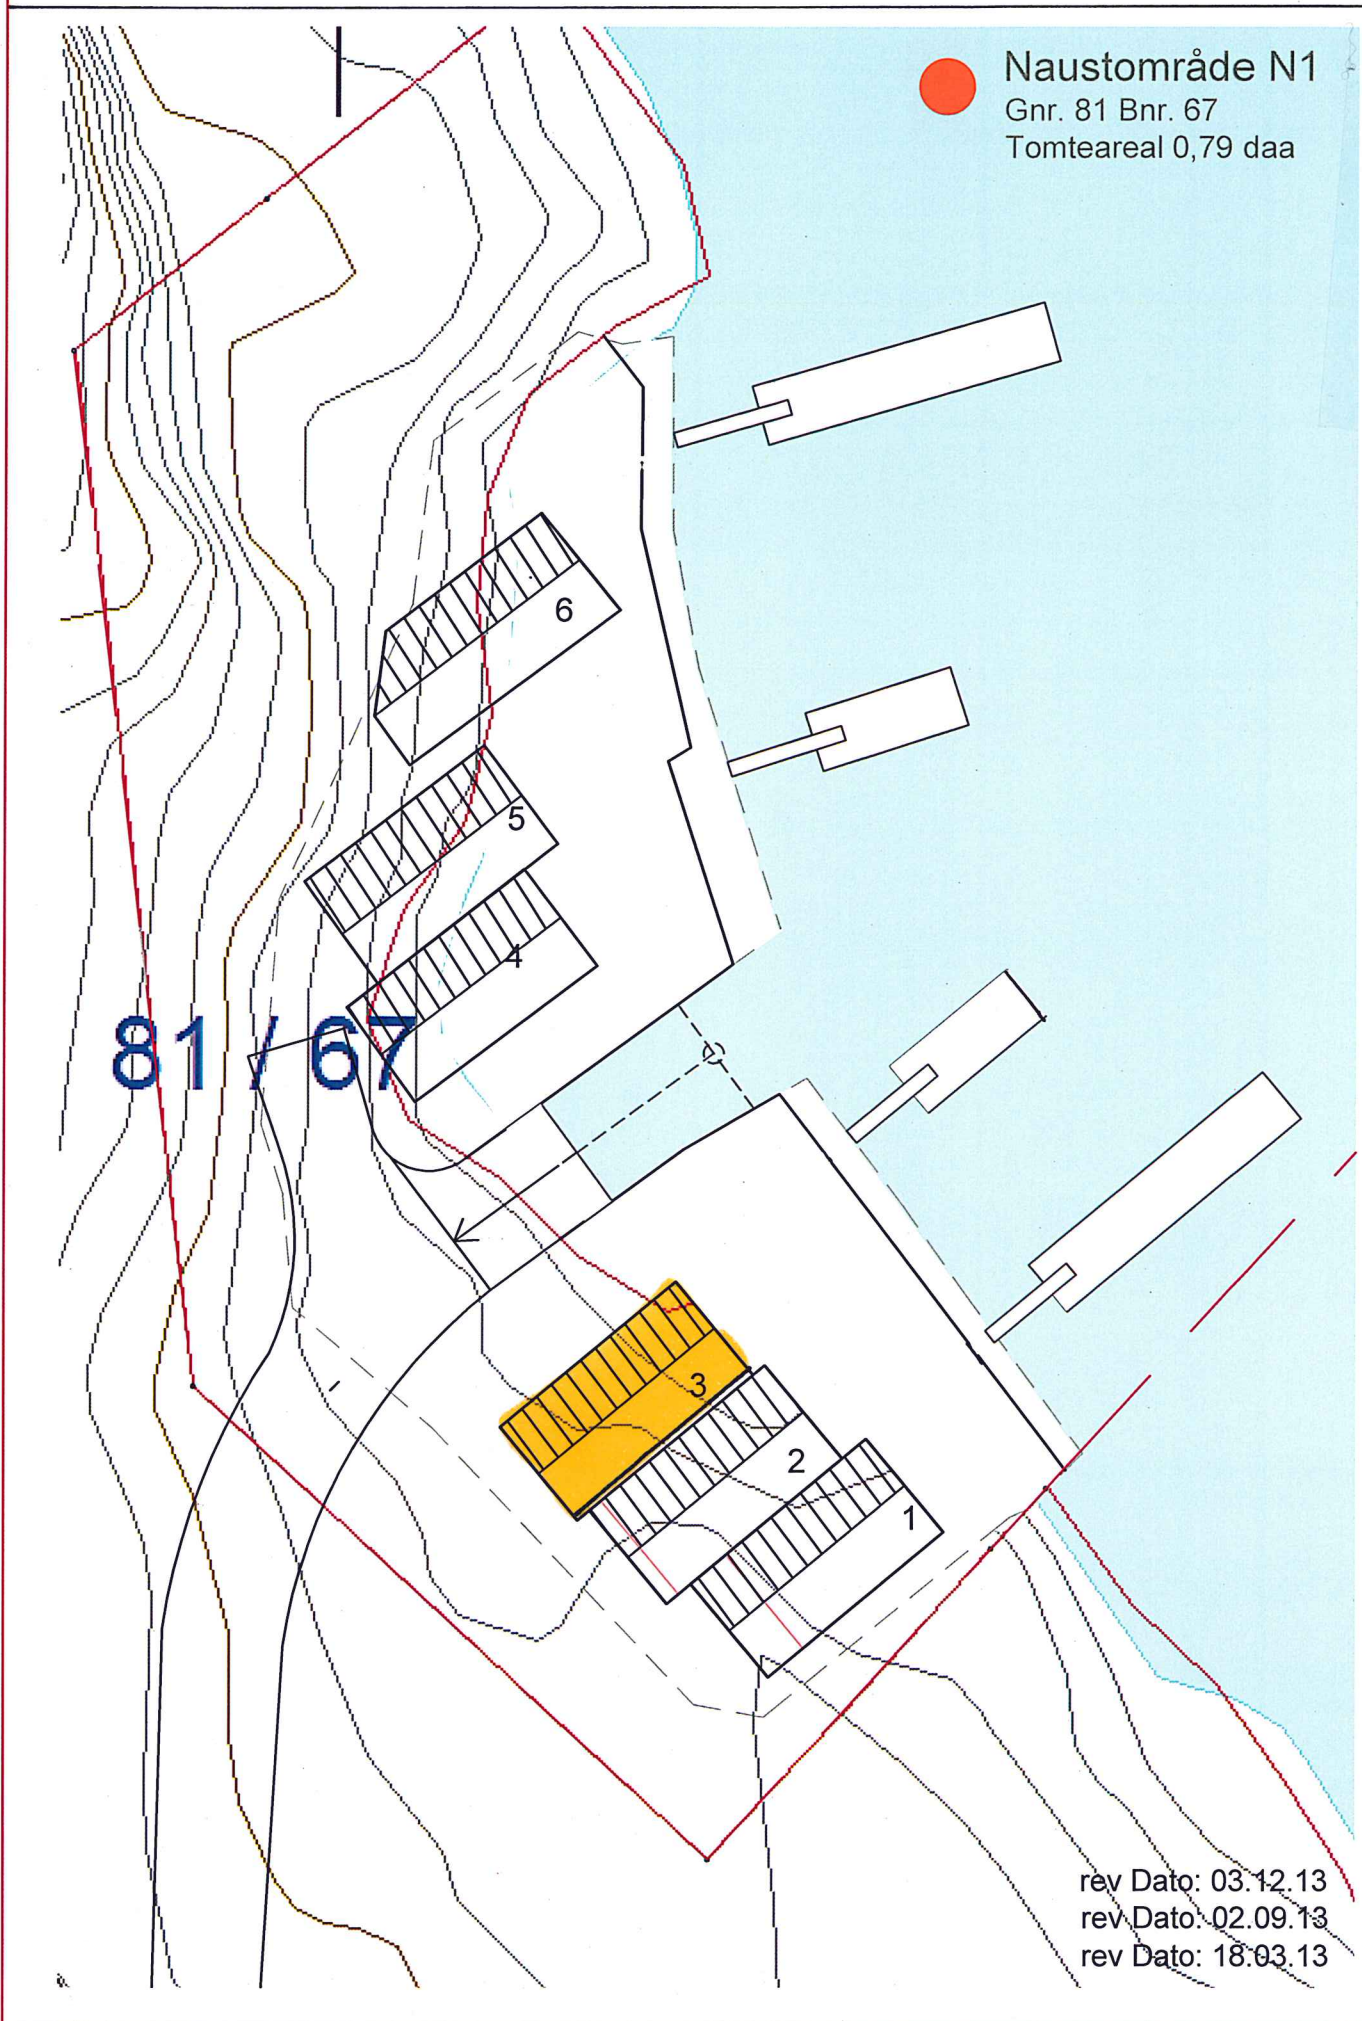 Naustområde N1
Gnr. 81 Bnr. 67
Tomteareal 0,79 daa
6
5
4
81 / 67
3
2
1
rev Dato: 03.12.13
rev Dato: 02.09.13
rev Dato: 18.03.13